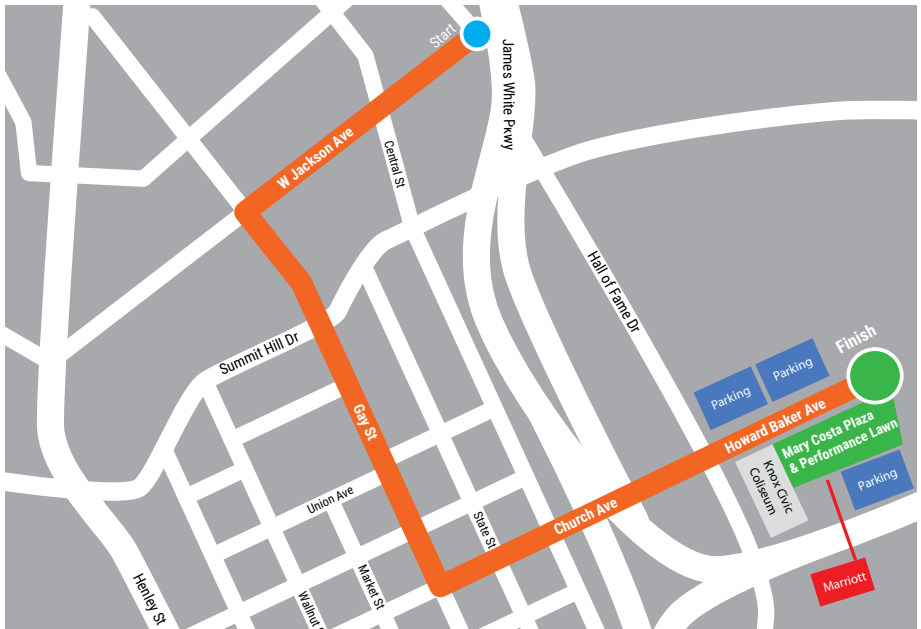 Start
James White Pkwy
W Jackson Ave
Central St
Hall of Fame Dr
Summit Hill Dr
Finish
Parking
Parking
Howard Baker Ave
Gay St
Mary Costa Plaza
& Performance Lawn
Knox Civic
Coliseum
Parking
Union Ave
Church Ave
State St
Market St
Walnut S
Henley St
Marriott